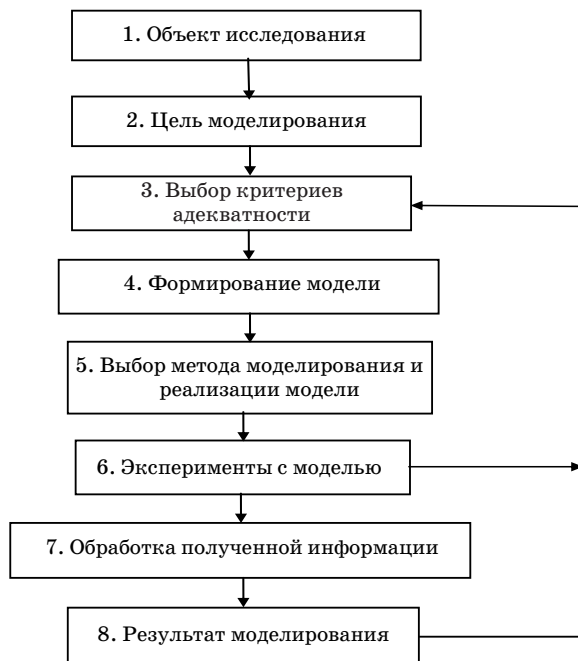 1. Объект исследования
2. Цель моделирования
3. Выбор критериев
адекватности
4. Формирование модели
5. Выбор метода моделирования и
реализации модели
6. Эксперименты с моделью
7. Обработка полученной информации
8. Результат моделирования